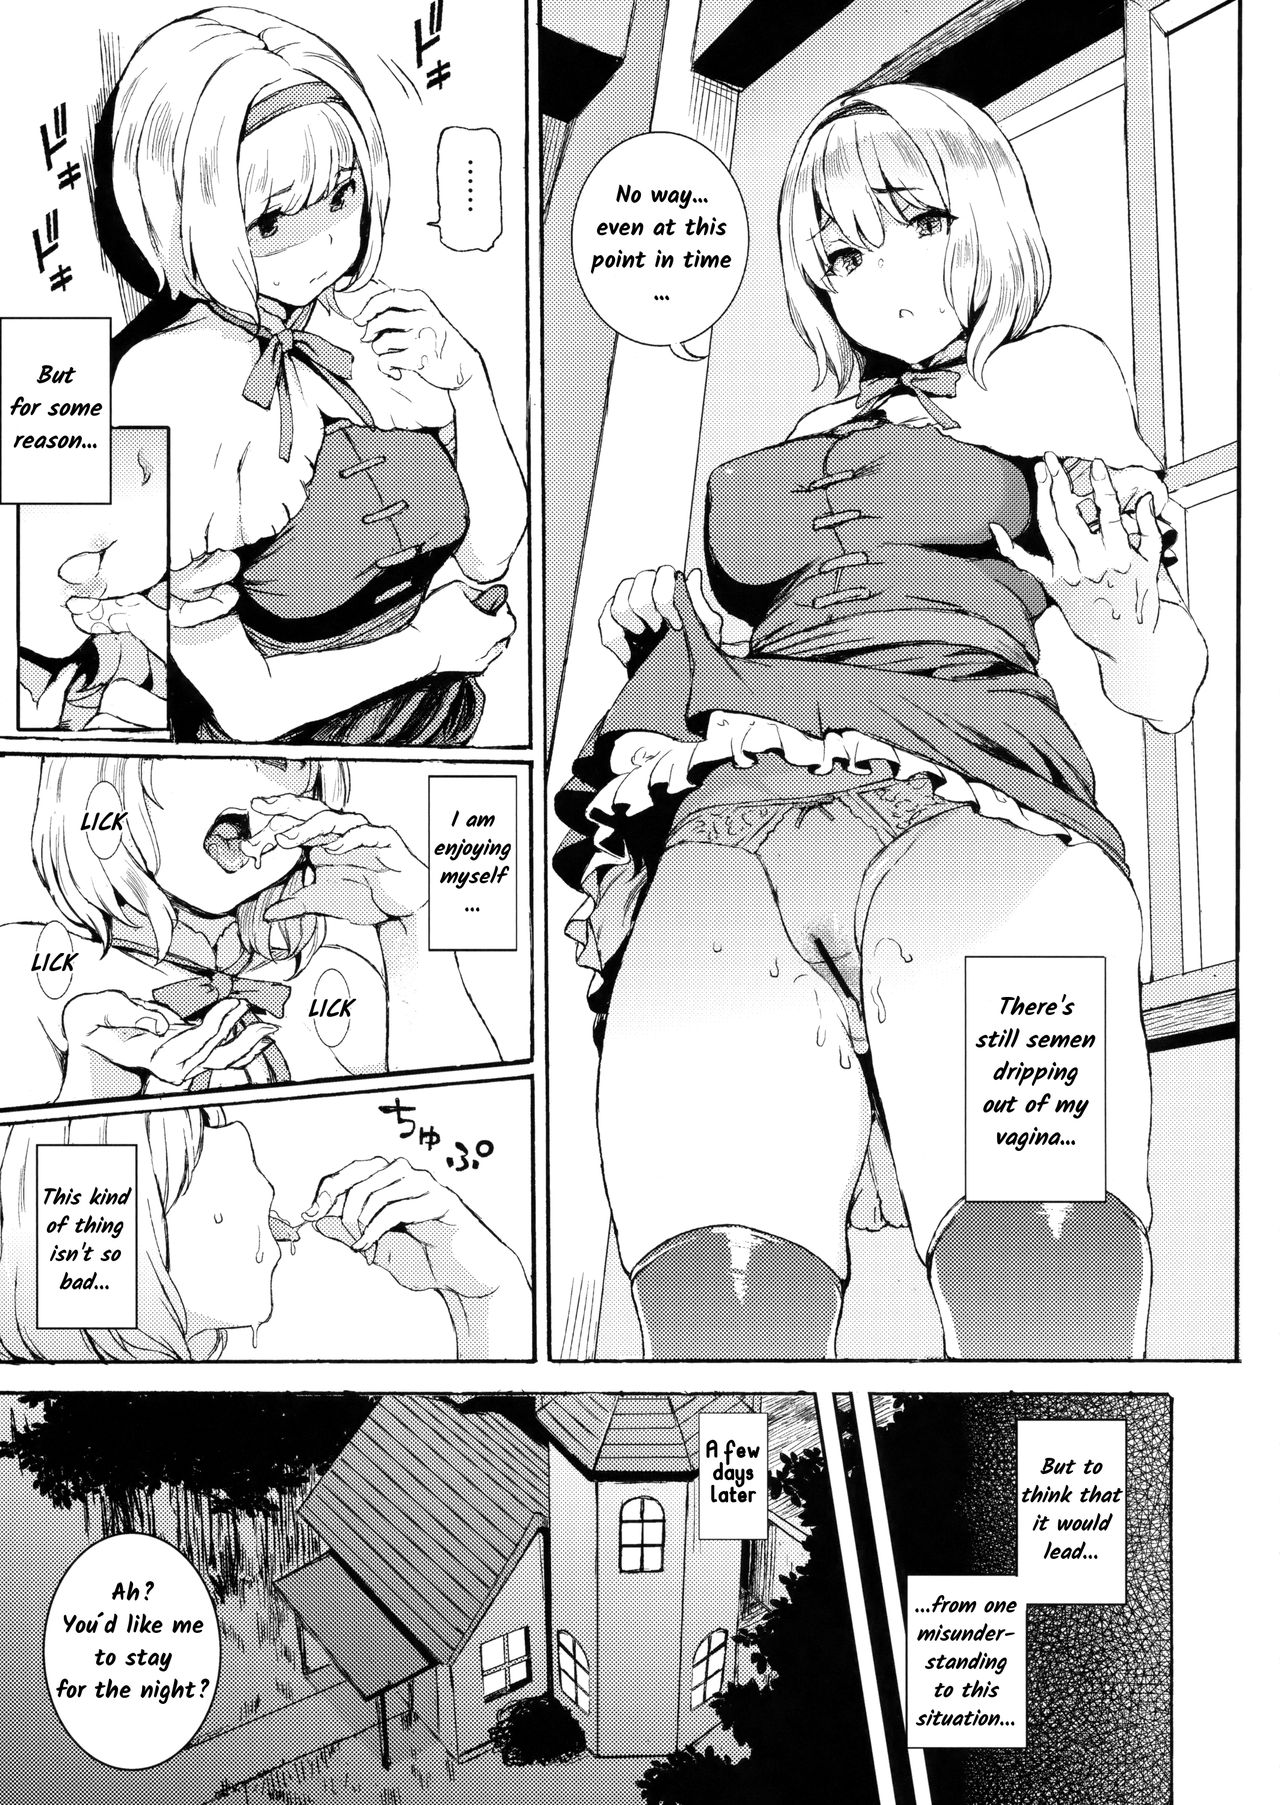 No way...
even at this
point in time
...
There's
still semen
dripping
out of my
vagina...
ドドキ
ドキ
ドキ
........
But
for some
reason...
I am
enjoying
myself
...
LICK
LICK
LICK
ちゅ
ぷ
This kind
of thing
isn't so
bad...
But to
think that
it would
lead...
...from one
misunder-
standing
to this
situation...
A few
days
later
Ah?
You'd like me
to stay
for the night?